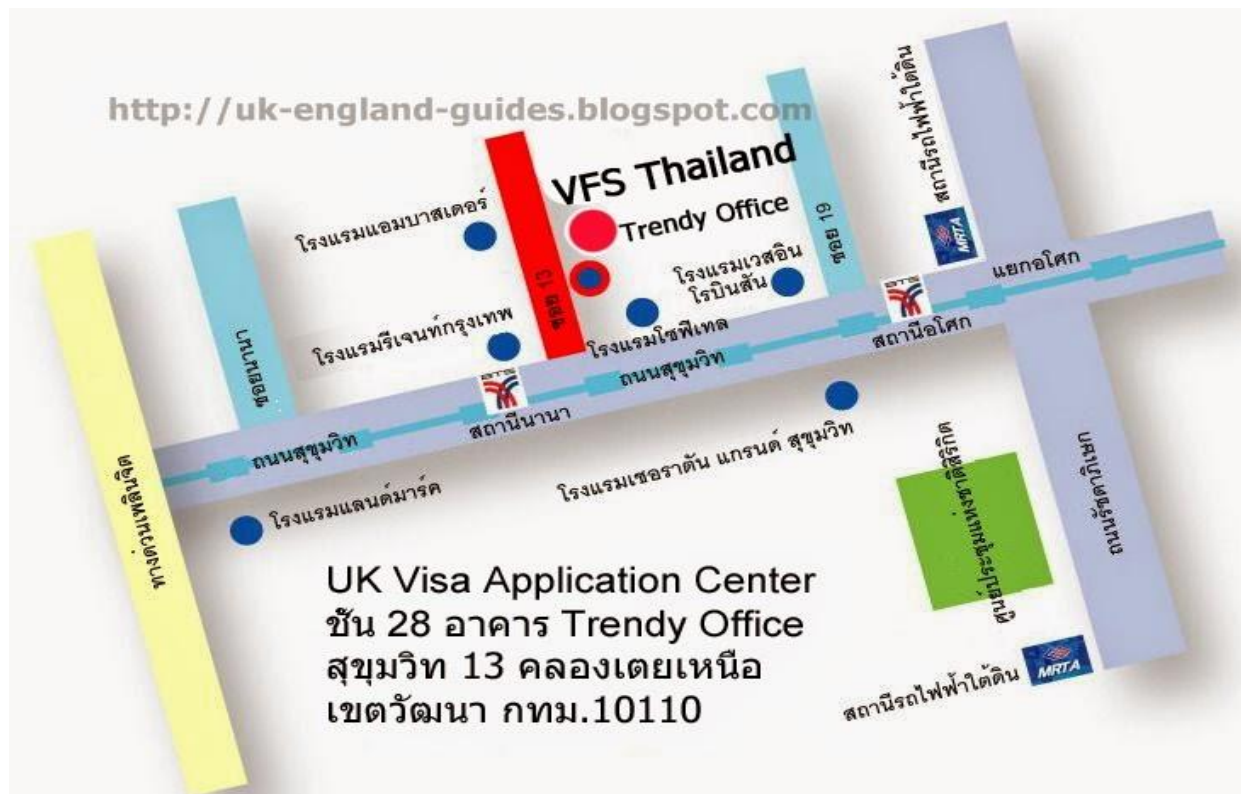 http://uk-england-guides.blogspot.com
VFS Thailand
Trendy Office
โรงแรมแอมบาสเดอร์
ซอย 13
ซอย 19
สถานีรถไฟฟ้าใต้ดิน
MRTA
โรงแรมเวสอิน
โรบินสัน
แยกอโศก
โรงแรมรีเจนท์กรุงเทพ
โรงแรมโซฟีเทล
BTS
สถานีอโศก
ซอยนานา
ถนนสุขุมวิท
BTS
สถานีนานา
ถนนสุขุมวิท
ทางด่วนเพลินจิต
โรงแรมแลนด์มาร์ค
โรงแรมเชอราตัน แกรนด์ สุขุมวิท
ศูนย์ประชุมแห่งชาติสิริกิต
ถนนรัชดาภิเษก
UK Visa Application Center
ชั้น 28 อาคาร Trendy Office
สุขุมวิท 13 คลองเตยเหนือ
เขตวัฒนา กทม.10110
สถานีรถไฟฟ้าใต้ดิน
MRTA